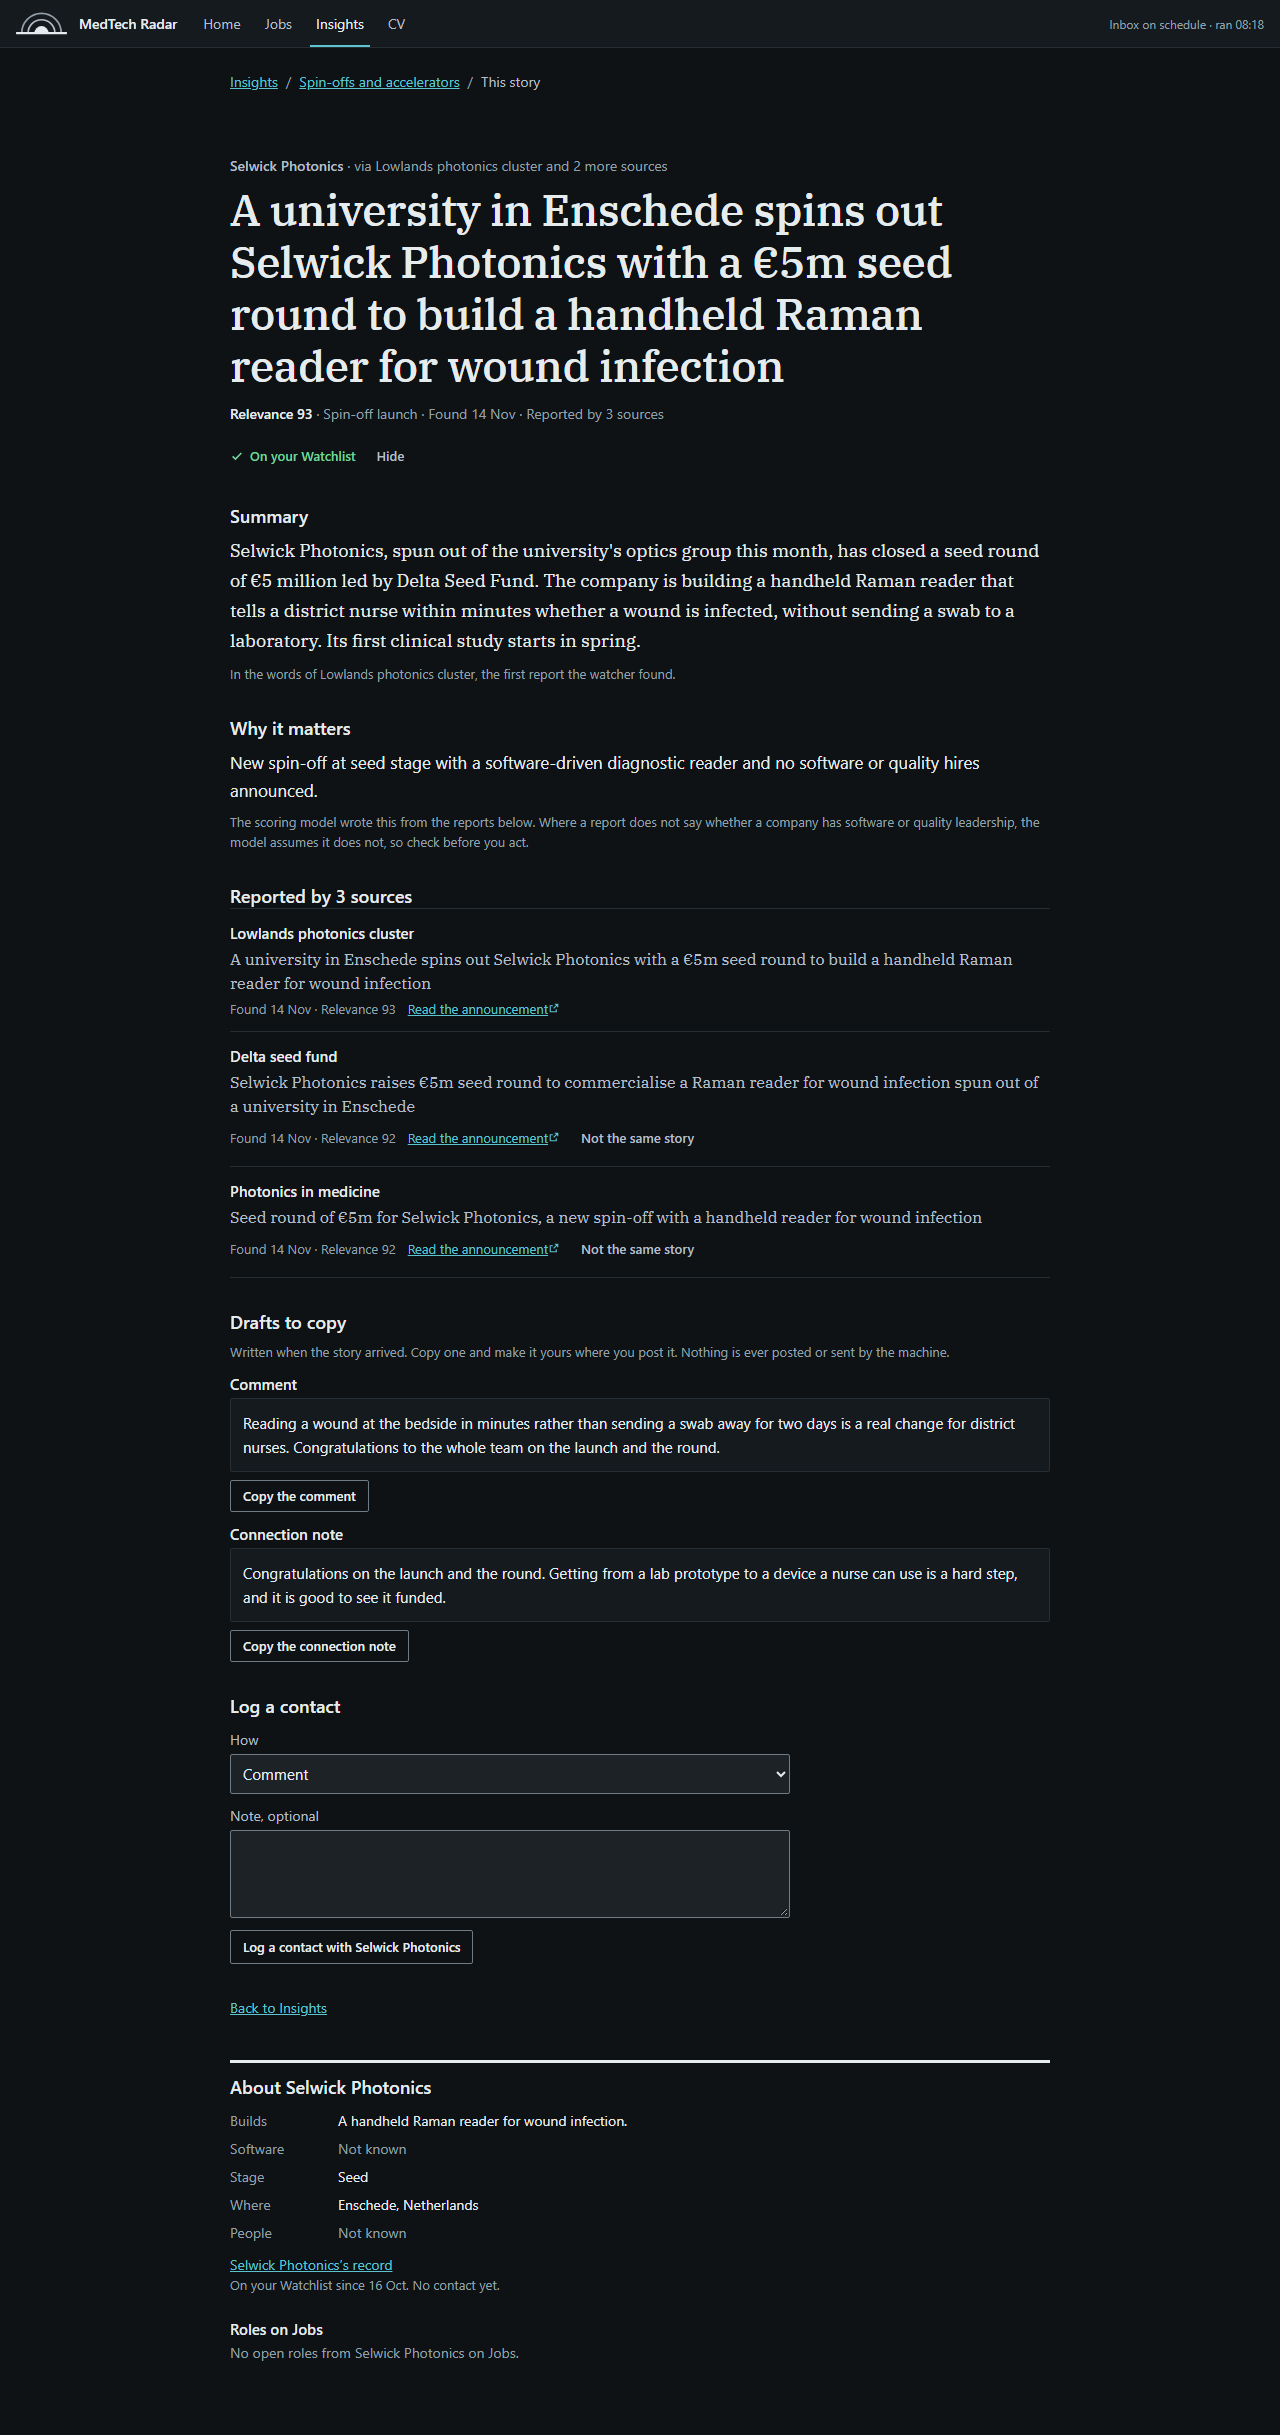 MedTech Radar Home Jobs Insights CV Inbox on schedule · ran 08:18
Insights / Spin-offs and accelerators / This story
Selwick Photonics · via Lowlands photonics cluster and 2 more sources
A university in Enschede spins out
Selwick Photonics with a €5m seed
round to build a handheld Raman
reader for wound infection
Relevance 93 · Spin-off launch · Found 14 Nov · Reported by 3 sources
On your Watchlist Hide
Summary
Selwick Photonics, spun out of the university's optics group this month, has closed a seed round
of €5 million led by Delta Seed Fund. The company is building a handheld Raman reader that
tells a district nurse within minutes whether a wound is infected, without sending a swab to a
laboratory. Its first clinical study starts in spring.
In the words of Lowlands photonics cluster, the first report the watcher found.
Why it matters
New spin-off at seed stage with a software-driven diagnostic reader and no software or quality hires
announced.
The scoring model wrote this from the reports below. Where a report does not say whether a company has software or quality leadership, the
model assumes it does not, so check before you act.
Reported by 3 sources
Lowlands photonics cluster
A university in Enschede spins out Selwick Photonics with a €5m seed round to build a handheld Raman
reader for wound infection
Found 14 Nov · Relevance 93 Read the announcement
Delta seed fund
Selwick Photonics raises €5m seed round to commercialise a Raman reader for wound infection spun out of
a university in Enschede
Found 14 Nov · Relevance 92 Read the announcement Not the same story
Photonics in medicine
Seed round of €5m for Selwick Photonics, a new spin-off with a handheld reader for wound infection
Found 14 Nov · Relevance 92 Read the announcement Not the same story
Drafts to copy
Written when the story arrived. Copy one and make it yours where you post it. Nothing is ever posted or sent by the machine.
Comment
Reading a wound at the bedside in minutes rather than sending a swab away for two days is a real change for district
nurses. Congratulations to the whole team on the launch and the round.
Copy the comment
Connection note
Congratulations on the launch and the round. Getting from a lab prototype to a device a nurse can use is a hard step,
and it is good to see it funded.
Copy the connection note
Log a contact
How
Comment
Note, optional
Log a contact with Selwick Photonics
Back to Insights
About Selwick Photonics
Builds A handheld Raman reader for wound infection.
Software Not known
Stage Seed
Where Enschede, Netherlands
People Not known
Selwick Photonics's record
On your Watchlist since 16 Oct. No contact yet.
Roles on Jobs
No open roles from Selwick Photonics on Jobs.